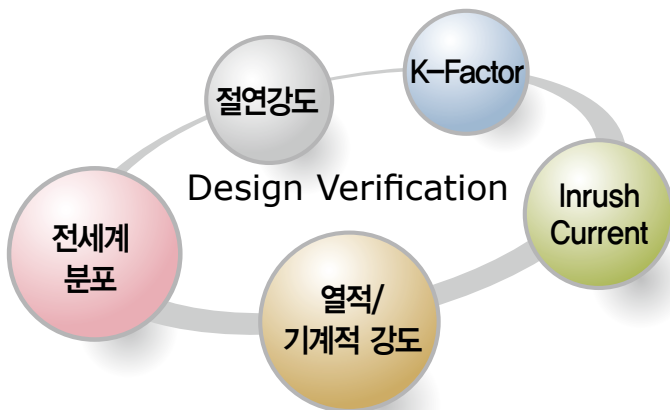 K-Factor
절연강도
Design Verification
Inrush
Current
전세계
분포
열적/
기계적 강도